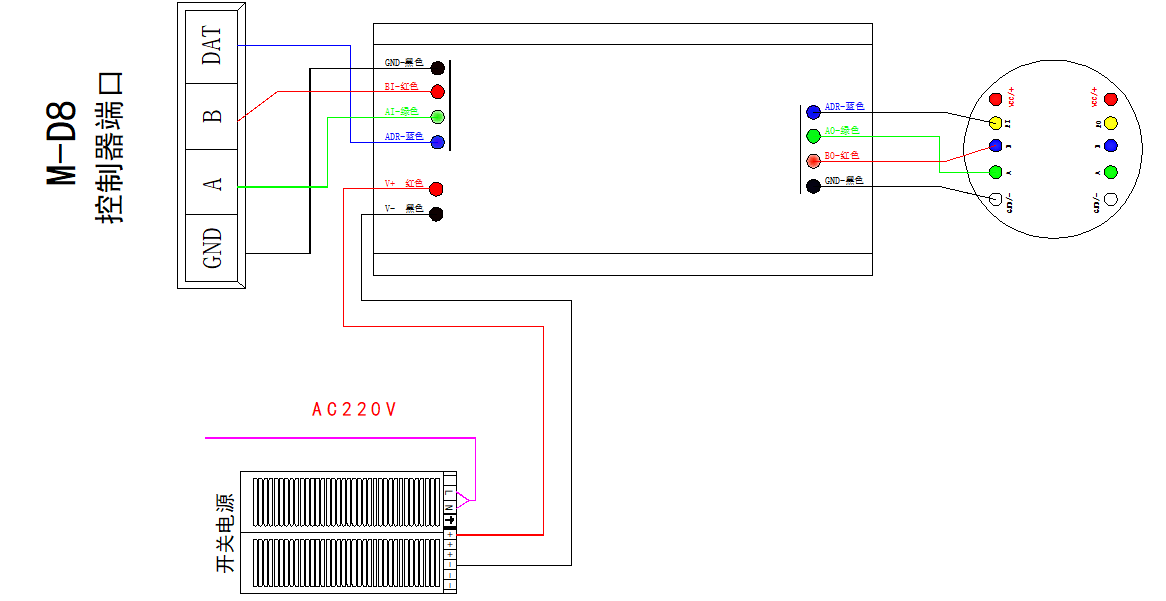 M-D8
控制器端口
DAT
B
A
GND
GND-黑色
BI-红色
AI-绿色
ADR-蓝色
V+ 红色
V- 黑色
ADR-蓝色
AO-绿色
BO-红色
GND-黑色
VCC/+
B
A
GND/-
VCC/+
B
A
GND/-
AC220V
开关电源
L
N
+
+
+
-
-
-